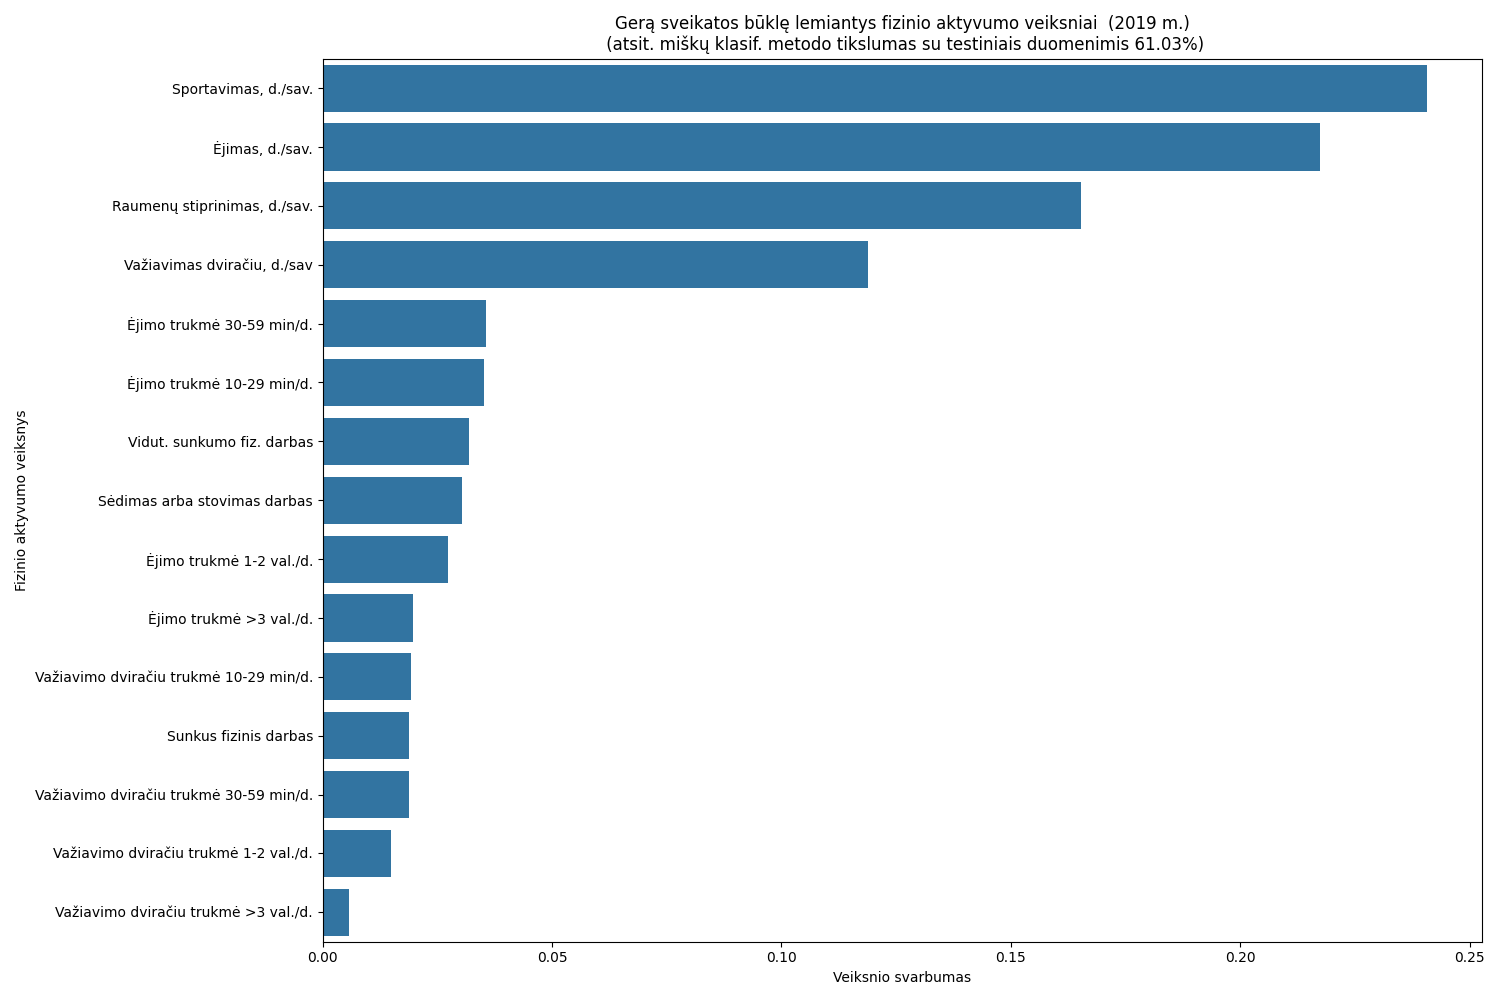 Gerą sveikatos būklę lemiantys fizinio aktyvumo veiksniai (2019 m.)
(atsit. miškų klasif. metodo tikslumas su testiniais duomenimis 61.03%)
Fizinio aktyvumo veiksnys
Sportavimas, d./sav.
Ėjimas, d./sav.
Raumenų stiprinimas, d./sav.
Važiavimas dviračiu, d./sav
Ėjimo trukmė 30-59 min/d.
Ėjimo trukmė 10-29 min/d.
Vidut. sunkumo fiz. darbas
Sėdimas arba stovimas darbas
Ėjimo trukmė 1-2 val./d.
Ėjimo trukmė >3 val./d.
Važiavimo dviračiu trukmė 10-29 min/d.
Sunkus fizinis darbas
Važiavimo dviračiu trukmė 30-59 min/d.
Važiavimo dviračiu trukmė 1-2 val./d.
Važiavimo dviračiu trukmė >3 val./d.
0.00 0.05 0.10 0.15 0.20 0.25
Veiksnio svarbumas